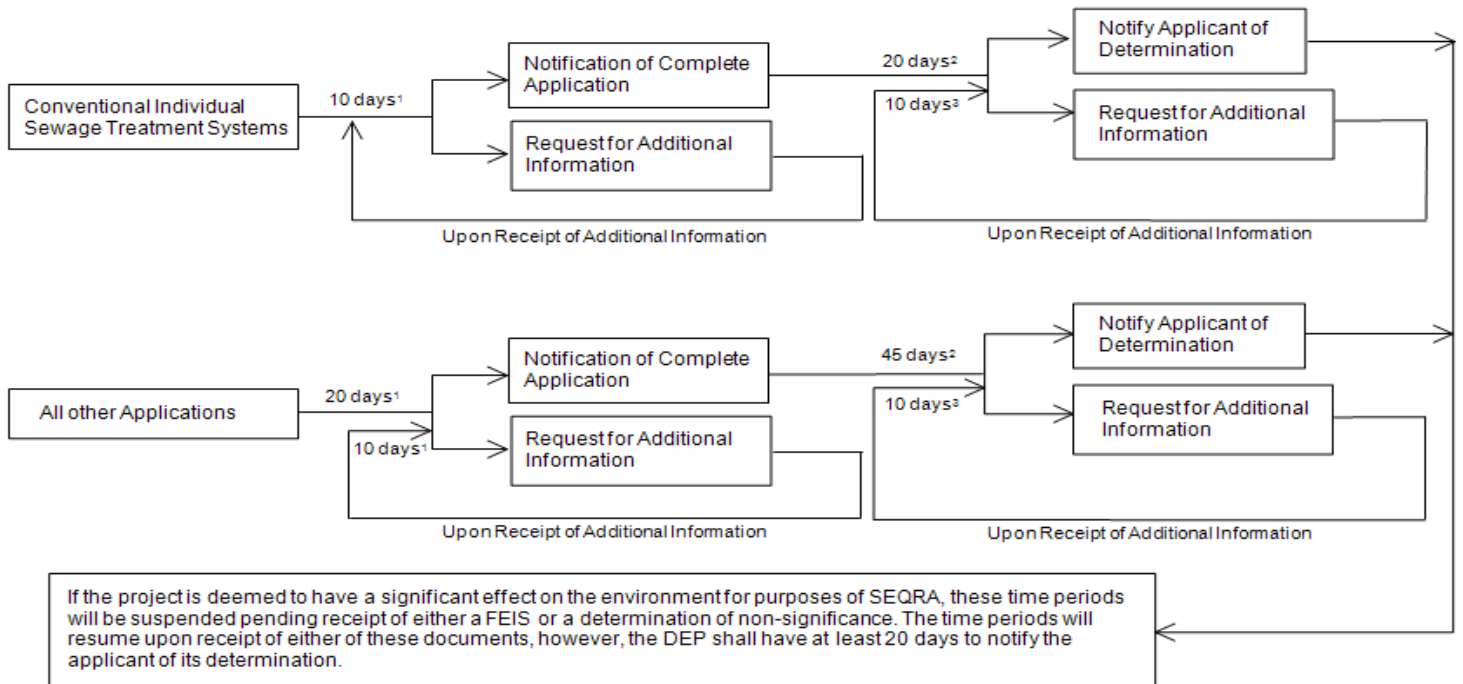 Conventional Individual
Sewage Treatment Systems
10 days¹
Notification of Complete
Application
Request for Additional
Information
Upon Receipt of Additional Information
20 days²
10 days³
Notify Applicant of
Determination
Request for Additional
Information
Upon Receipt of Additional Information
All other Applications
20 days¹
10 days¹
Notification of Complete
Application
Request for Additional
Information
Upon Receipt of Additional Information
45 days²
10 days³
Notify Applicant of
Determination
Request for Additional
Information
Upon Receipt of Additional Information
If the project is deemed to have a significant effect on the environment for purposes of SEQRA, these time periods
will be suspended pending receipt of either a FEIS or a determination of non-significance. The time periods will
resume upon receipt of either of these documents, however, the DEP shall have at least 20 days to notify the
applicant of its determination.